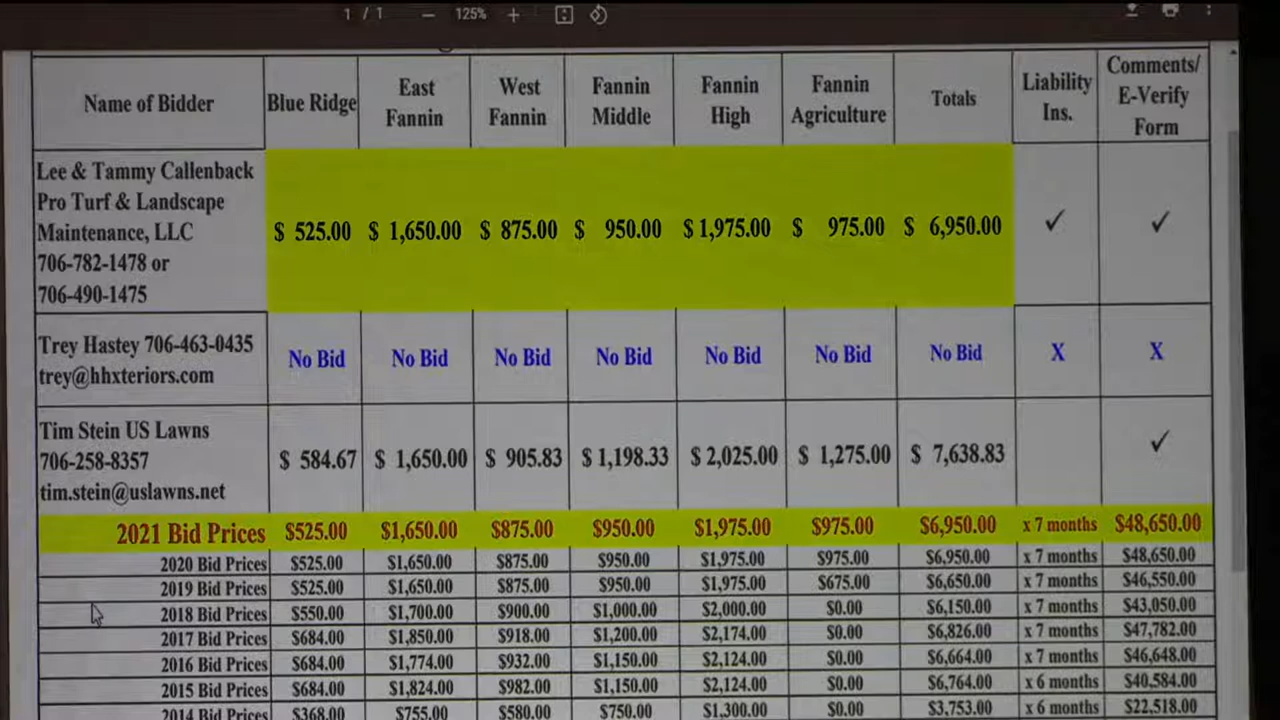 1 / 1 — 125% +
Name of Bidder Blue Ridge East Fannin West Fannin Fannin Middle Fannin High Fannin Agriculture Totals Liability Ins. Comments/ E-Verify Form
Lee & Tammy Callenback
Pro Turf & Landscape
Maintenance, LLC
706-782-1478 or
706-490-1475
$ 525.00 $ 1,650.00 $ 875.00 $ 950.00 $ 1,975.00 $ 975.00 $ 6,950.00 ✓ ✓
Trey Hastey 706-463-0435
trey@hhxteriors.com
No Bid No Bid No Bid No Bid No Bid No Bid No Bid X X
Tim Stein US Lawns
706-258-8357
tim.stein@uslawns.net
$ 584.67 $ 1,650.00 $ 905.83 $ 1,198.33 $ 2,025.00 $ 1,275.00 $ 7,638.83 ✓
2021 Bid Prices $525.00 $1,650.00 $875.00 $950.00 $1,975.00 $975.00 $6,950.00 x 7 months $48,650.00
2020 Bid Prices $525.00 $1,650.00 $875.00 $950.00 $1,975.00 $975.00 $6,950.00 x 7 months $48,650.00
2019 Bid Prices $525.00 $1,650.00 $875.00 $950.00 $1,975.00 $675.00 $6,650.00 x 7 months $46,550.00
2018 Bid Prices $550.00 $1,700.00 $900.00 $1,000.00 $2,000.00 $0.00 $6,150.00 x 7 months $43,050.00
2017 Bid Prices $684.00 $1,850.00 $918.00 $1,200.00 $2,174.00 $0.00 $6,826.00 x 7 months $47,782.00
2016 Bid Prices $684.00 $1,774.00 $932.00 $1,150.00 $2,124.00 $0.00 $6,664.00 x 7 months $46,648.00
2015 Bid Prices $684.00 $1,824.00 $982.00 $1,150.00 $2,124.00 $0.00 $6,764.00 x 6 months $40,584.00
2014 Bid Prices $368.00 $755.00 $580.00 $750.00 $1,300.00 $0.00 $3,753.00 x 6 months $22,518.00